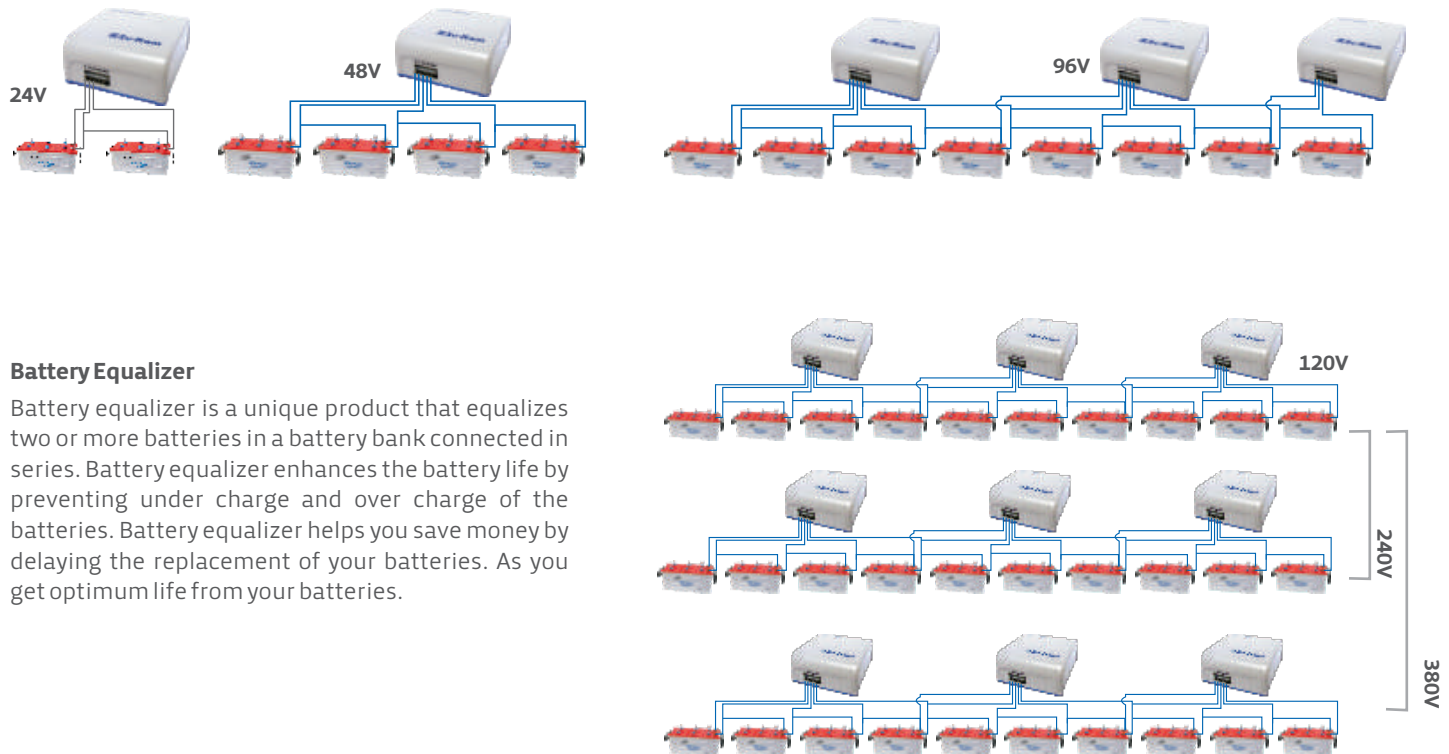 24V
48V
96V
Battery Equalizer
Battery equalizer is a unique product that equalizes
two or more batteries in a battery bank connected in
series. Battery equalizer enhances the battery life by
preventing under charge and over charge of the
batteries. Battery equalizer helps you save money by
delaying the replacement of your batteries. As you
get optimum life from your batteries.
120V
240V
380V